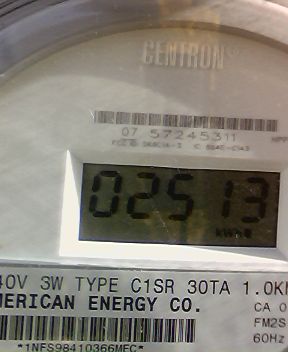 CENTRON
07 57245311
02513
kWh
40V 3W TYPE C1SR 30TA 1.0K
MERICAN ENERGY CO.
CA 0
FM2S
60Hz
*1NFS98410366MEC*